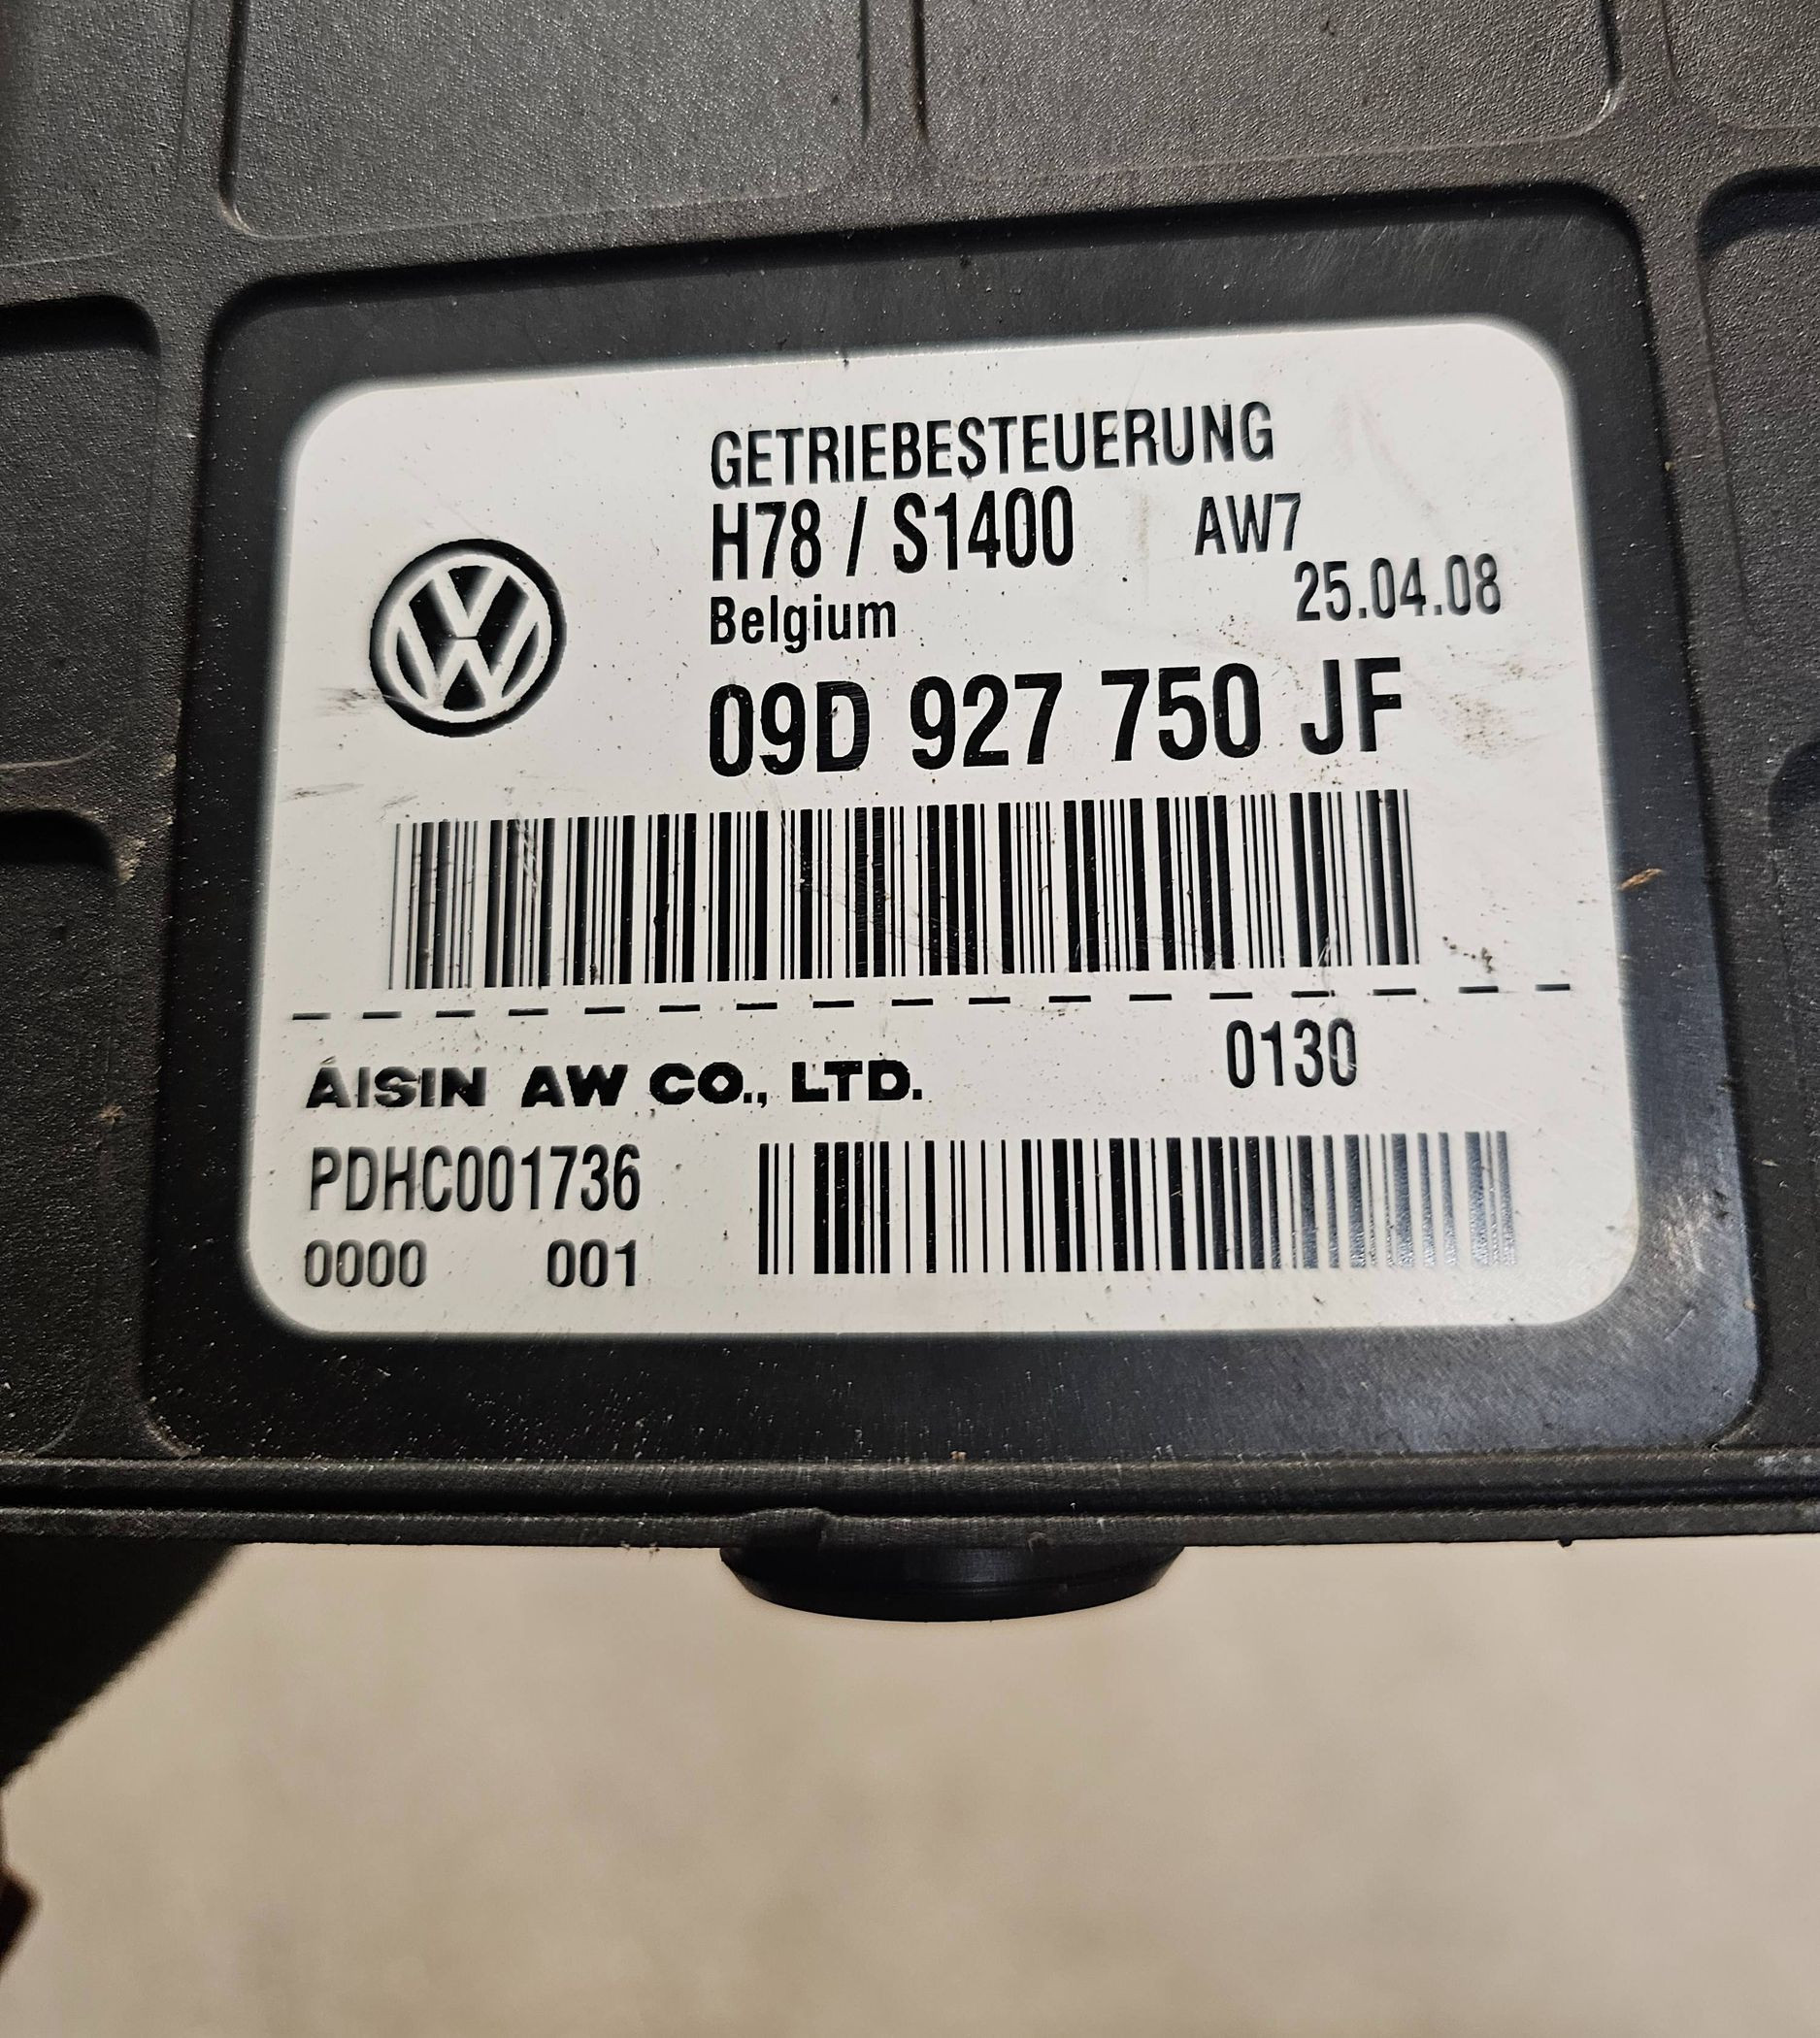 GETRIEBESTEUERUNG
H78 / S1400 AW7
Belgium 25.04.08
09D 927 750 JF
0130
AISIN AW CO., LTD.
PDHC001736
0000 001